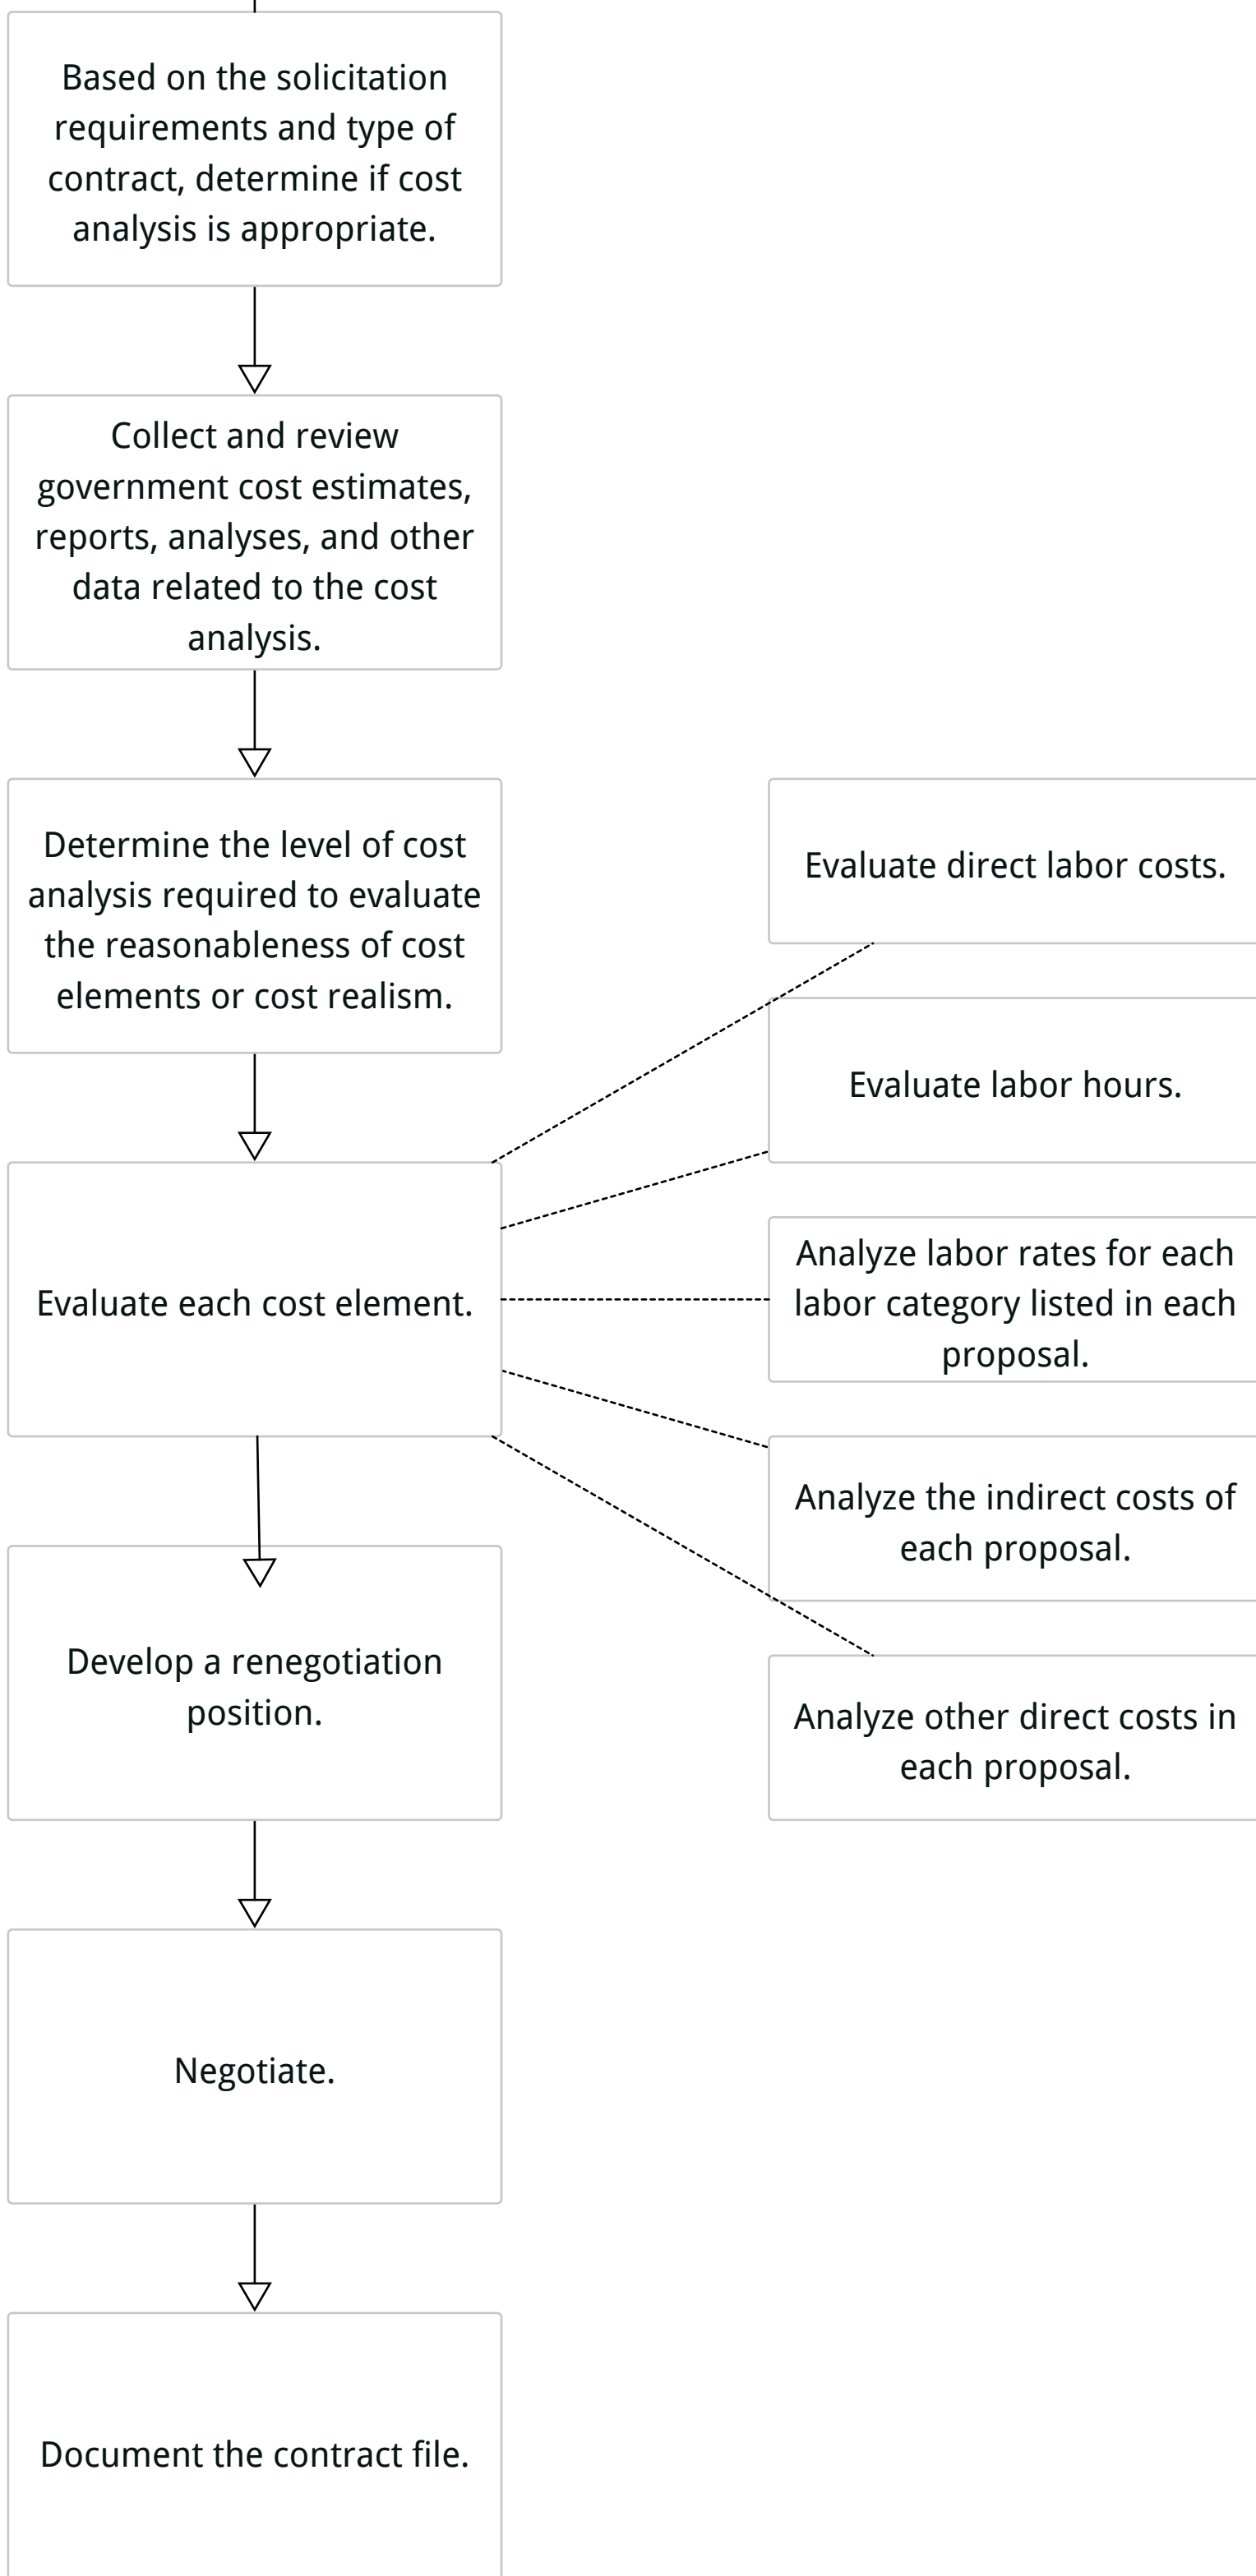 Based on the solicitation
requirements and type of
contract, determine if cost
analysis is appropriate.
Collect and review
government cost estimates,
reports, analyses, and other
data related to the cost
analysis.
Determine the level of cost
analysis required to evaluate
the reasonableness of cost
elements or cost realism.
Evaluate each cost element.
Evaluate direct labor costs.
Evaluate labor hours.
Analyze labor rates for each
labor category listed in each
proposal.
Analyze the indirect costs of
each proposal.
Analyze other direct costs in
each proposal.
Develop a renegotiation
position.
Negotiate.
Document the contract file.